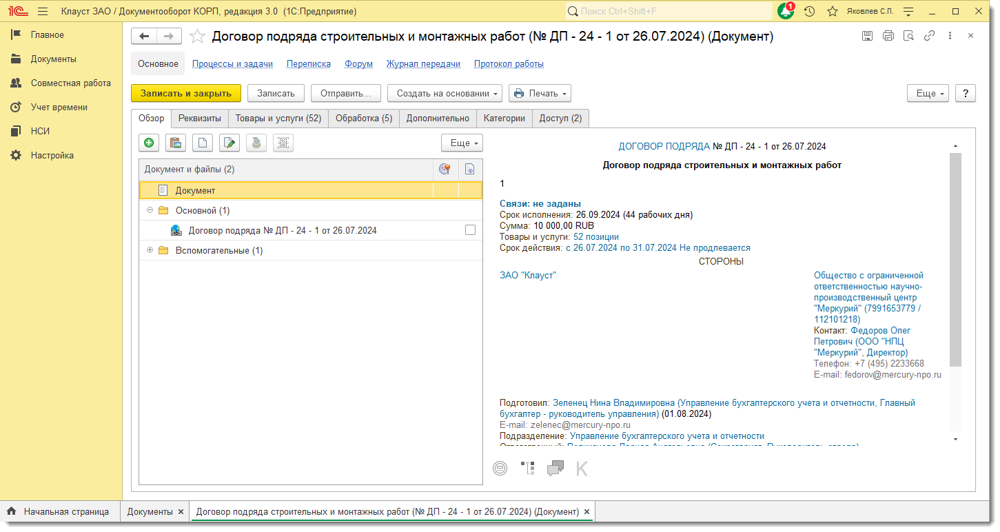 1С Клауст ЗАО / Документооборот КОРП, редакция 3.0 (1С:Предприятие) Поиск Ctrl+Shift+F 1 Яковлев С.П.
Главное
Документы
Совместная работа
Учет времени
НСИ
Настройка
Договор подряда строительных и монтажных работ (№ ДП - 24 - 1 от 26.07.2024) (Документ)
Основное Процессы и задачи Переписка Форум Журнал передачи Протокол работы
Записать и закрыть Записать Отправить... Создать на основании Печать Еще ?
Обзор Реквизиты Товары и услуги (52) Обработка (5) Дополнительно Категории Доступ (2)
Еще
Документ и файлы (2)
Документ
Основной (1)
Договор подряда № ДП - 24 - 1 от 26.07.2024
Вспомогательные (1)
ДОГОВОР ПОДРЯДА № ДП - 24 - 1 от 26.07.2024
Договор подряда строительных и монтажных работ
1
Связи: не заданы
Срок исполнения: 26.09.2024 (44 рабочих дня)
Сумма: 10 000,00 RUB
Товары и услуги: 52 позиции
Срок действия: с 26.07.2024 по 31.07.2024 Не продлевается
СТОРОНЫ
ЗАО "Клауст"
Общество с ограниченной
ответственностью научно-
производственный центр
"Меркурий" (7991653779 /
112101218)
Контакт: Федоров Олег
Петрович (ООО "НПЦ
"Меркурий", Директор)
Телефон: +7 (495) 2233668
E-mail: fedorov@mercury-npo.ru
Подготовил: Зеленец Нина Владимировна (Управление бухгалтерского учета и отчетности, Главный
бухгалтер - руководитель управления) (01.08.2024)
E-mail: zelenec@mercury-npo.ru
Подразделение: Управление бухгалтерского учета и отчетности
K
Начальная страница Документы Договор подряда строительных и монтажных работ (№ ДП - 24 - 1 от 26.07.2024) (Документ)